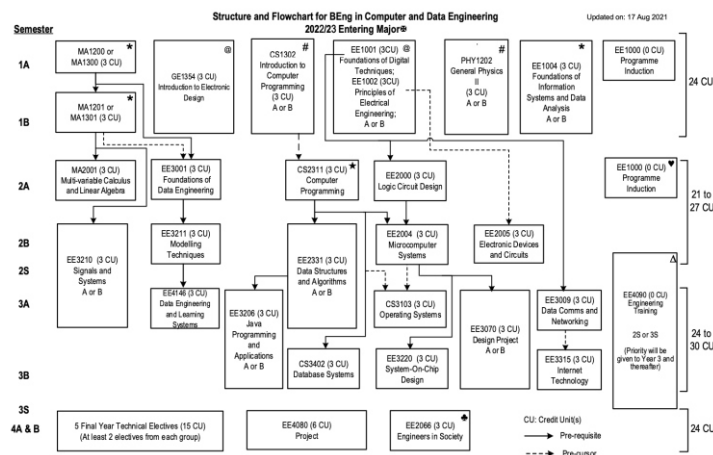 Structure and Flowchart for BEng in Computer and Data Engineering
2022/23 Entering Major⊕
Updated on: 17 Aug 2021
Semester
1A
1B
2A
2B
2S
3A
3B
3S
4A & B
MA1200 or
MA1300 (3 CU)
★
GE1354 (3 CU)
Introduction to Electronic
Design
@
CS1302
Introduction to
Computer
Programming
(3 CU)
A or B
#
EE1001 (3CU)
Foundations of Digital
Techniques;
EE1002 (3CU)
Principles of
Electrical
Engineering;
A or B
@
PHY1202
General Physics
II
(3 CU)
A or B
#
EE1004 (3 CU)
Foundations of
Information
Systems and Data
Analysis
A or B
★
EE1000 (0 CU)
Programme
Induction
24 CU
MA1201 or
MA1301 (3 CU)
★
MA2001 (3 CU)
Multi-variable Calculus
and Linear Algebra
EE3001 (3 CU)
Foundations of
Data Engineering
CS2311 (3 CU)
Computer
Programming
★
EE2000 (3 CU)
Logic Circuit Design
EE1000 (0 CU)
Programme
Induction
♥
21 to
27 CU
EE3210 (3 CU)
Signals and
Systems
A or B
EE3211 (3 CU)
Modelling
Techniques
EE2331 (3 CU)
Data Structures
and Algorithms
A or B
EE2004 (3 CU)
Microcomputer
Systems
EE2005 (3 CU)
Electronic Devices
and Circuits
EE4146 (3 CU)
Data Engineering
and Learning
Systems
EE3206 (3 CU)
Java
Programming
and
Applications
A or B
CS3103 (3 CU)
Operating Systems
EE3070 (3 CU)
Design Project
A or B
EE3009 (3 CU)
Data Comms and
Networking
EE4090 (0 CU)
Engineering
Training
2S or 3S
(Priority will be
given to Year 3 and
thereafter)
Δ
24 to
30 CU
CS3402 (3 CU)
Database Systems
EE3220 (3 CU)
System-On-Chip
Design
EE3315 (3 CU)
Internet
Technology
5 Final Year Technical Electives (15 CU)
(At least 2 electives from each group)
EE4080 (6 CU)
Project
EE2066 (3 CU)
Engineers in Society
♣
CU: Credit Unit(s)
Pre-requisite
Pre-cursor
24 CU